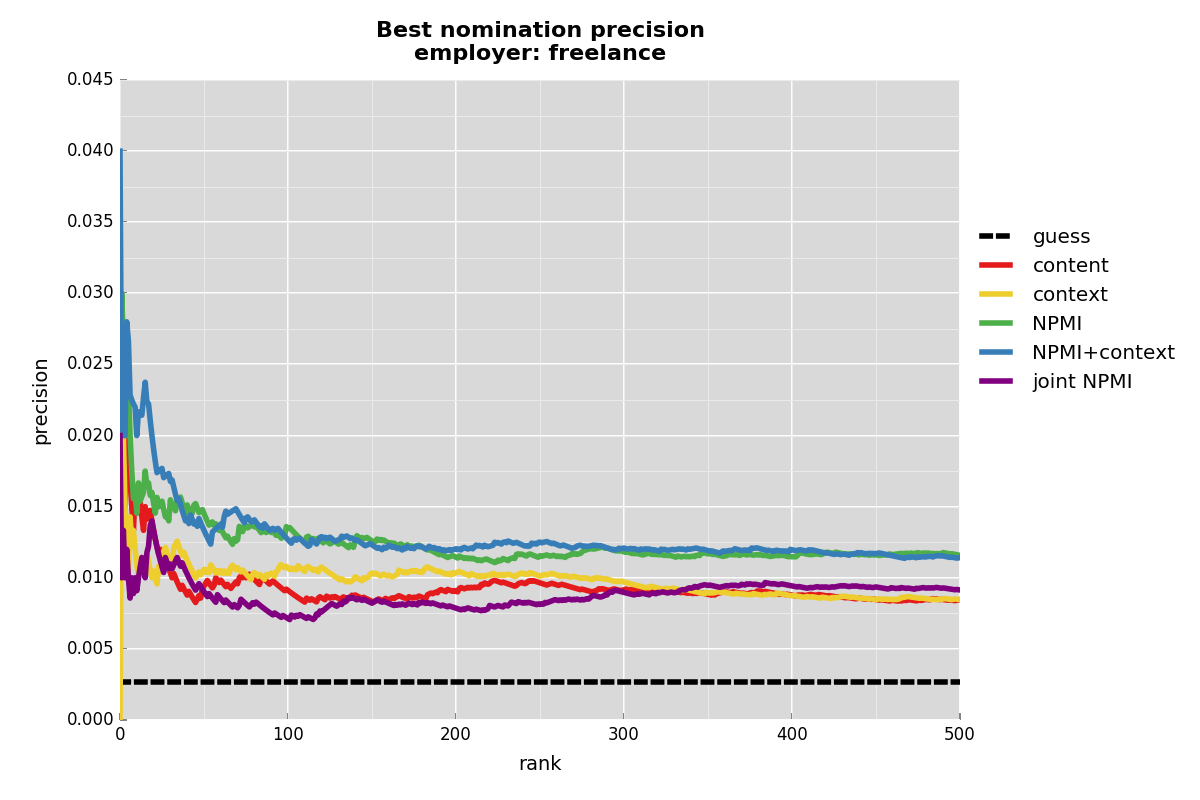 Best nomination precision
employer: freelance
0.045
0.040
0.035
0.030
0.025
0.020
0.015
0.010
0.005
0.000
precision
0 100 200 300 400 500
rank
guess
content
context
NPMI
NPMI+context
joint NPMI